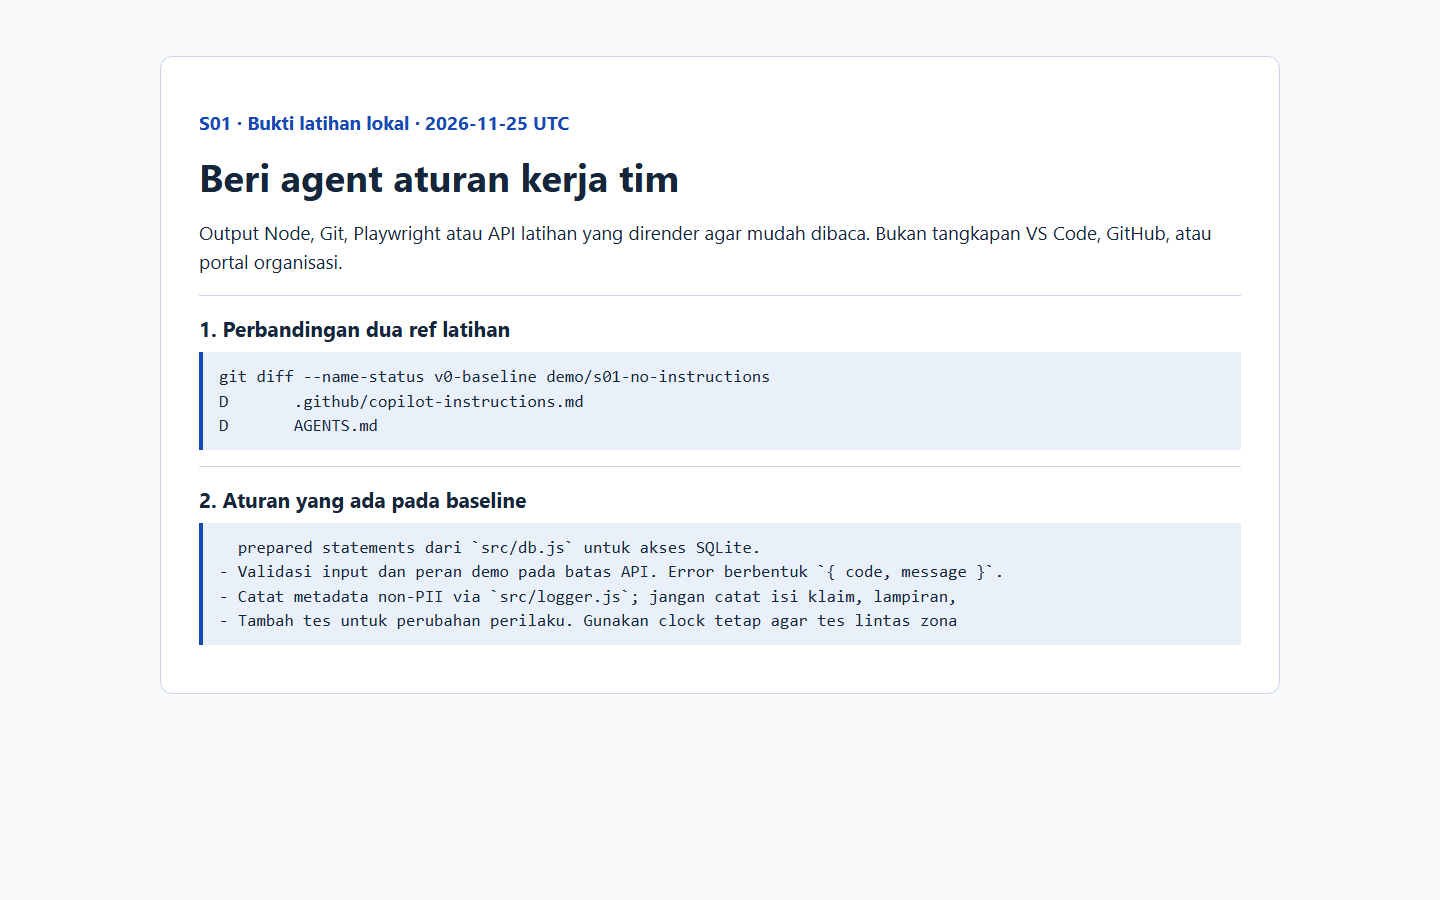 S01 · Bukti latihan lokal · 2026-11-25 UTC
Beri agent aturan kerja tim
Output Node, Git, Playwright atau API latihan yang dirender agar mudah dibaca. Bukan tangkapan VS Code, GitHub, atau
portal organisasi.
1. Perbandingan dua ref latihan
git diff --name-status v0-baseline demo/s01-no-instructions
D       .github/copilot-instructions.md
D       AGENTS.md
2. Aturan yang ada pada baseline
  prepared statements dari `src/db.js` untuk akses SQLite.
- Validasi input dan peran demo pada batas API. Error berbentuk `{ code, message }`.
- Catat metadata non-PII via `src/logger.js`; jangan catat isi klaim, lampiran,
- Tambah tes untuk perubahan perilaku. Gunakan clock tetap agar tes lintas zona